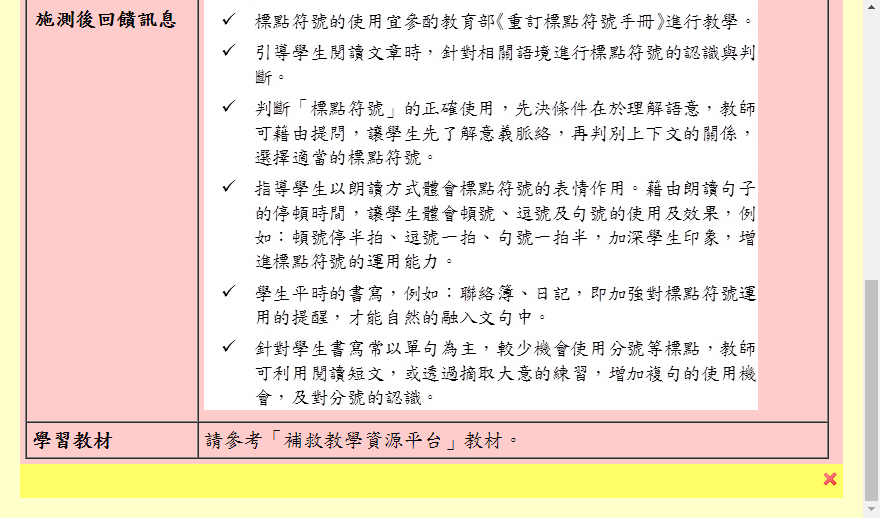 施測後回饋訊息
✓ 標點符號的使用宜參酌教育部《重訂標點符號手冊》進行教學。
✓ 引導學生閱讀文章時，針對相關語境進行標點符號的認識與判
斷。
✓ 判斷「標點符號」的正確使用，先決條件在於理解語意，教師
可藉由提問，讓學生先了解意義脈絡，再判別上下文的關係，
選擇適當的標點符號。
✓ 指導學生以朗讀方式體會標點符號的表情作用。藉由朗讀句子
的停頓時間，讓學生體會頓號、逗號及句號的使用及效果，例
如：頓號停半拍、逗號一拍、句號一拍半，加深學生印象，增
進標點符號的運用能力。
✓ 學生平時的書寫，例如：聯絡簿、日記，即加強對標點符號運
用的提醒，才能自然的融入文句中。
✓ 針對學生書寫常以單句為主，較少機會使用分號等標點，教師
可利用閱讀短文，或透過摘取大意的練習，增加複句的使用機
會，及對分號的認識。
學習教材
請參考「補救教學資源平台」教材。